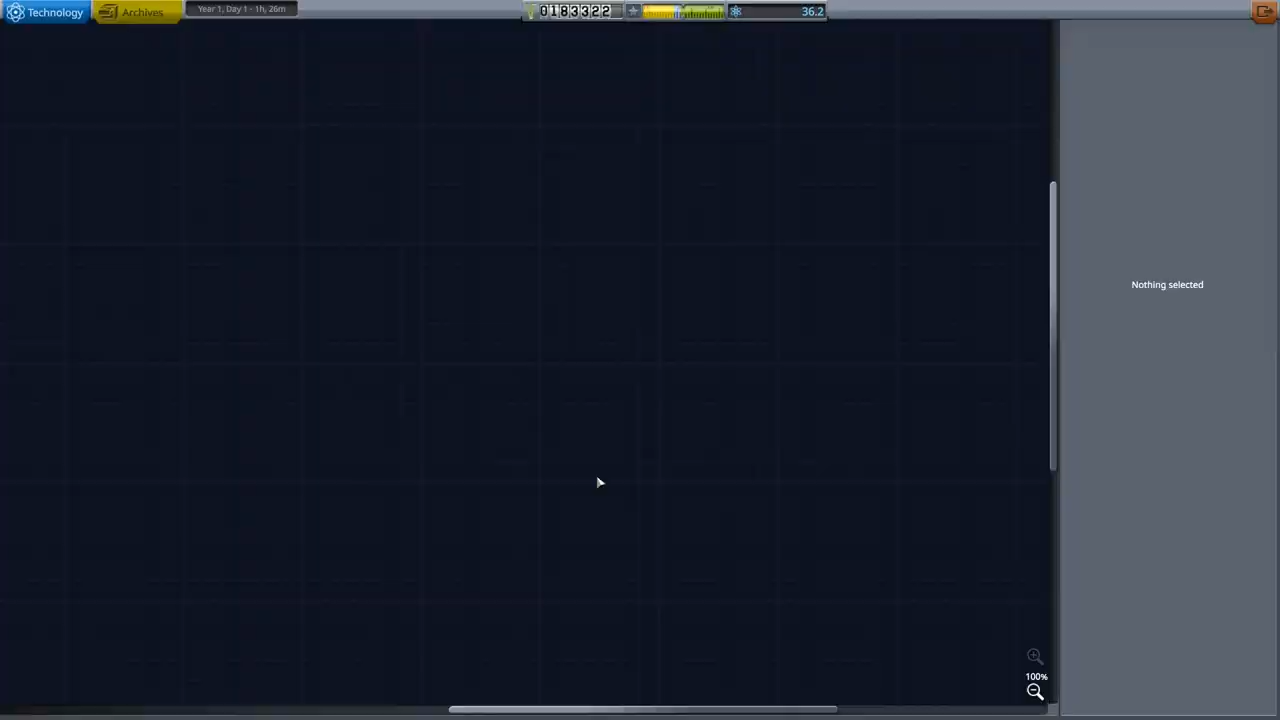 Technology
Archives
Year 1, Day 1 - 1h, 26m
0183322
36.2
Nothing selected
100%